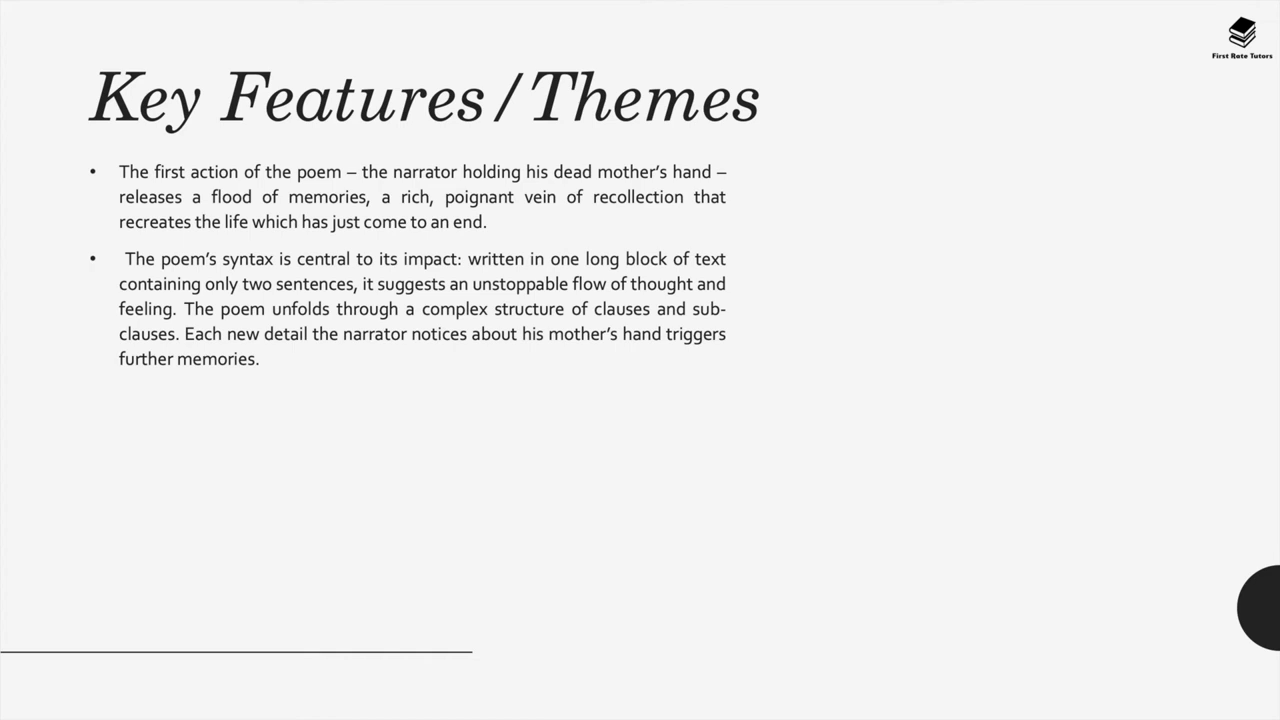 First Rate Tutors
Key Features/Themes
• The first action of the poem – the narrator holding his dead mother's hand –
releases a flood of memories, a rich, poignant vein of recollection that
recreates the life which has just come to an end.
• The poem's syntax is central to its impact: written in one long block of text
containing only two sentences, it suggests an unstoppable flow of thought and
feeling. The poem unfolds through a complex structure of clauses and sub-
clauses. Each new detail the narrator notices about his mother's hand triggers
further memories.